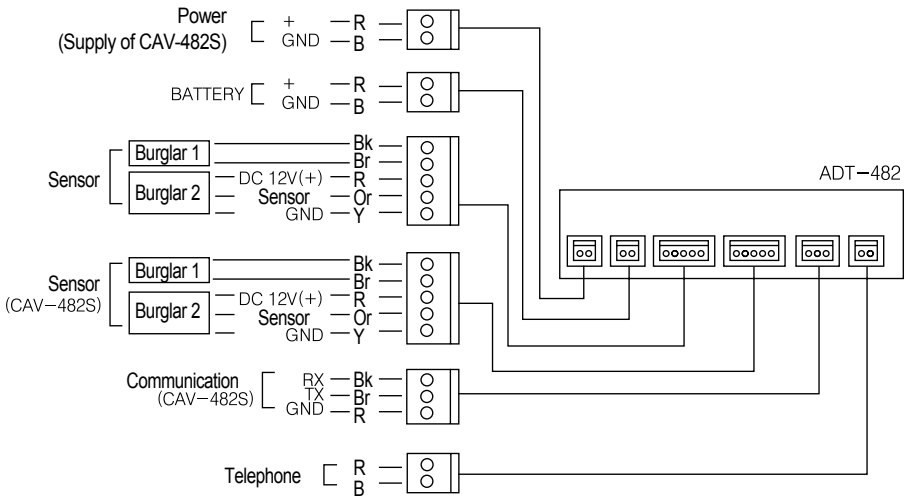 Power
(Supply of CAV-482S)
+ R
GND B
BATTERY
+ R
GND B
Sensor
Burglar 1
Bk
Br
Burglar 2
DC 12V(+) R
Sensor Or
GND Y
ADT-482
Sensor
(CAV-482S)
Burglar 1
Bk
Br
Burglar 2
DC 12V(+) R
Sensor Or
GND Y
Communication
(CAV-482S)
RX Bk
TX Br
GND R
Telephone
R
B